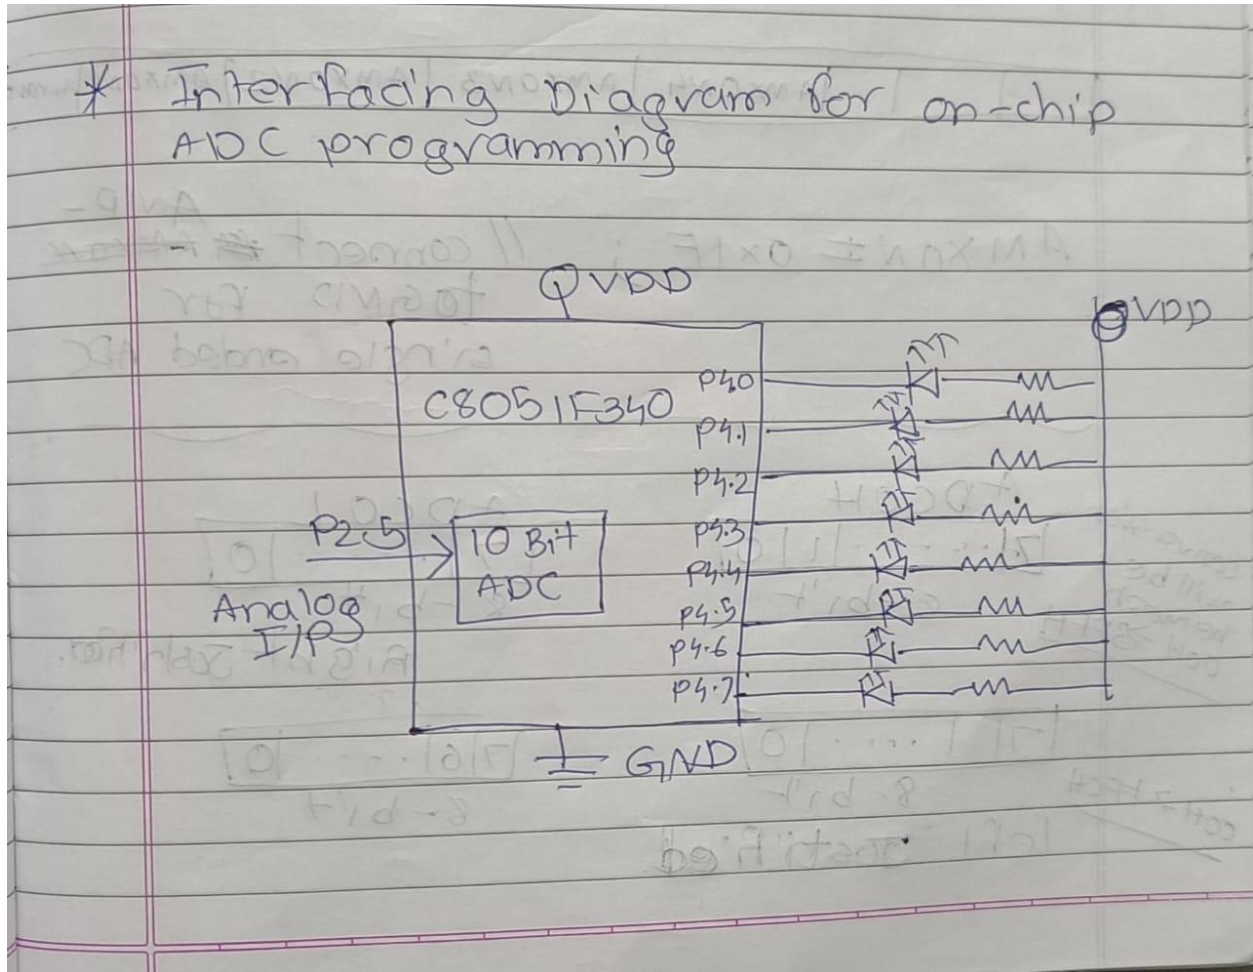 * Interfacing Diagram for on-chip
ADC programming
VDD
VDD
C8051F340
P4.0
P4.1
P4.2
P2.5
10 Bit
ADC
P4.3
P4.4
Analog
I/P
P4.5
P4.6
P4.7
GND